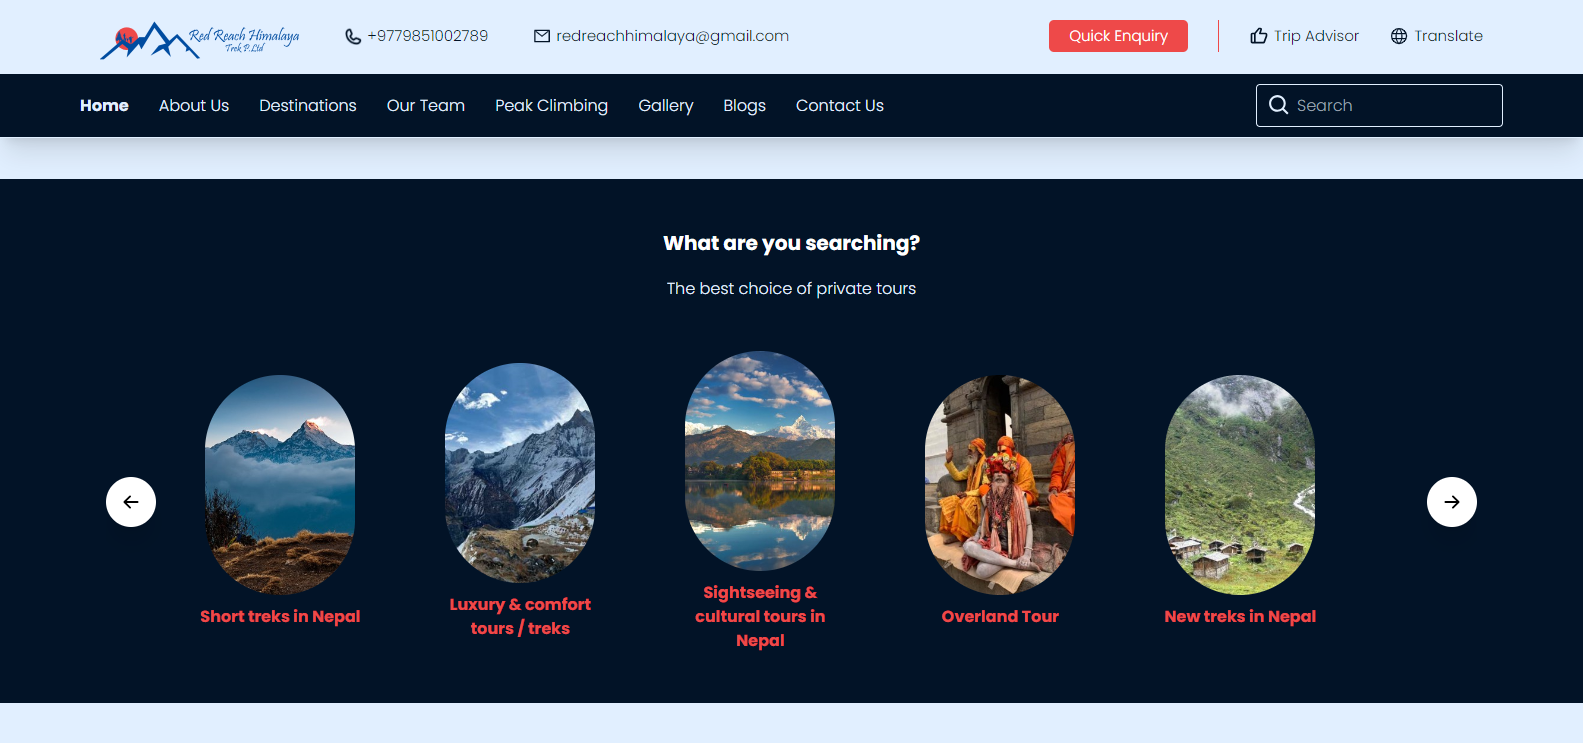 Red Reach Himalaya
Trek P.Ltd
+9779851002789
redreachhimalaya@gmail.com
Quick Enquiry
Trip Advisor
Translate
Home
About Us
Destinations
Our Team
Peak Climbing
Gallery
Blogs
Contact Us
Search
What are you searching?
The best choice of private tours
Short treks in Nepal
Luxury & comfort
tours / treks
Sightseeing &
cultural tours in
Nepal
Overland Tour
New treks in Nepal